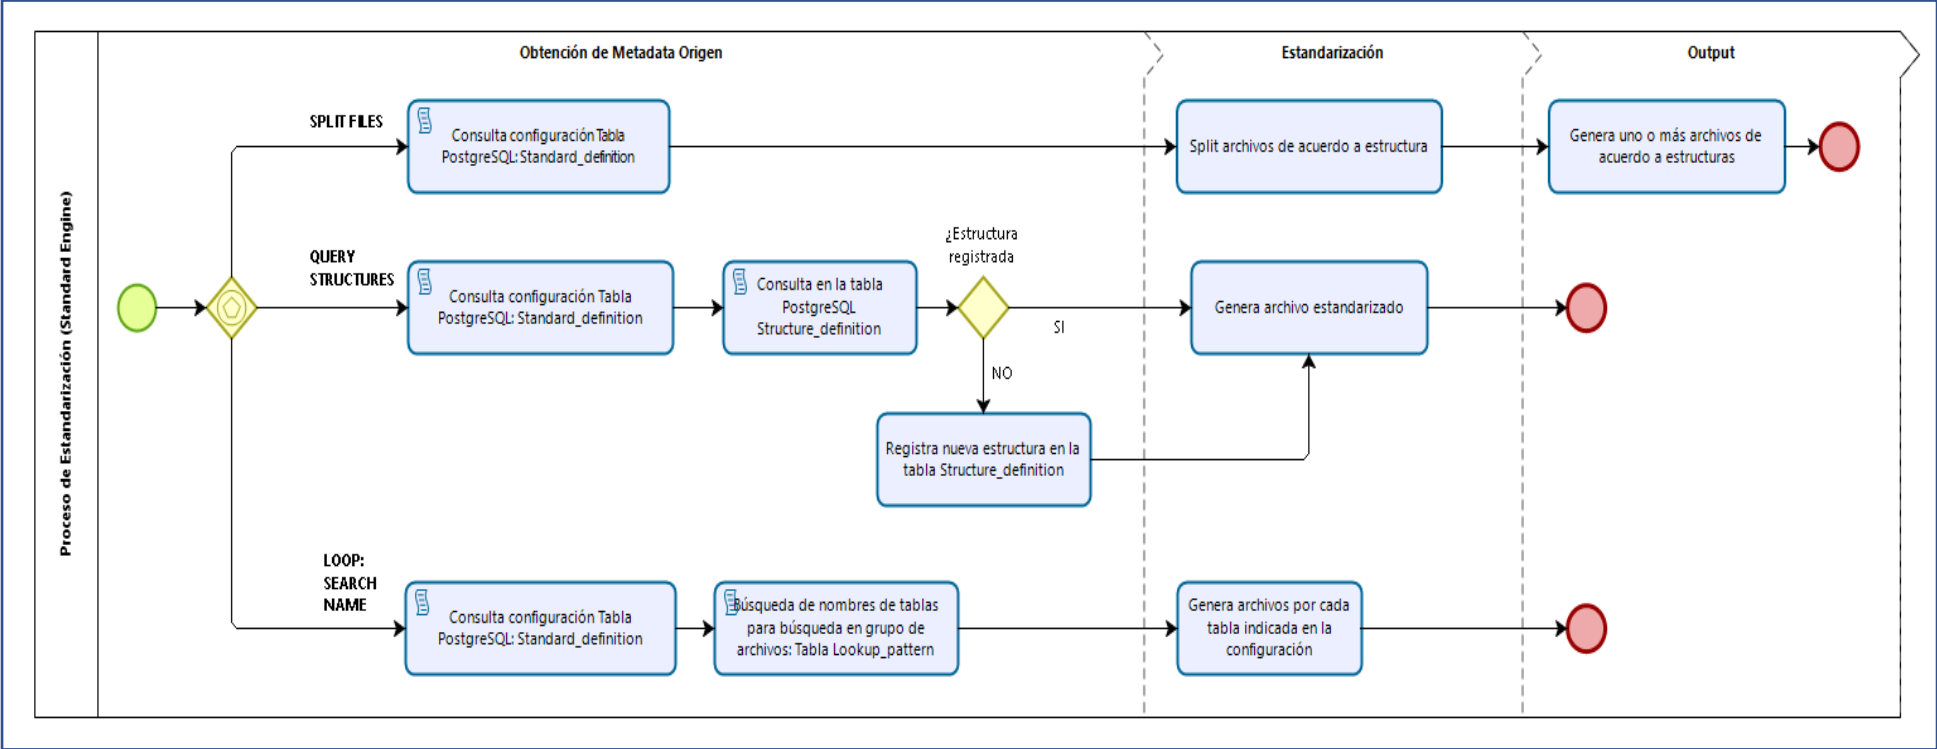 Proceso de Estandarización (Standard Engine)
Obtención de Metadata Origen
Estandarización
Output
SPLIT FILES
Consulta configuración Tabla
PostgreSQL: Standard_definition
Split archivos de acuerdo a estructura
Genera uno o más archivos de
acuerdo a estructuras
QUERY
STRUCTURES
Consulta configuración Tabla
PostgreSQL: Standard_definition
Consulta en la tabla
PostgreSQL
Structure_definition
¿Estructura
registrada
SI
NO
Genera archivo estandarizado
Registra nueva estructura en la
tabla Structure_definition
LOOP:
SEARCH
NAME
Consulta configuración Tabla
PostgreSQL: Standard_definition
Búsqueda de nombres de tablas
para búsqueda en grupo de
archivos: Tabla Lookup_pattern
Genera archivos por cada
tabla indicada en la
configuración